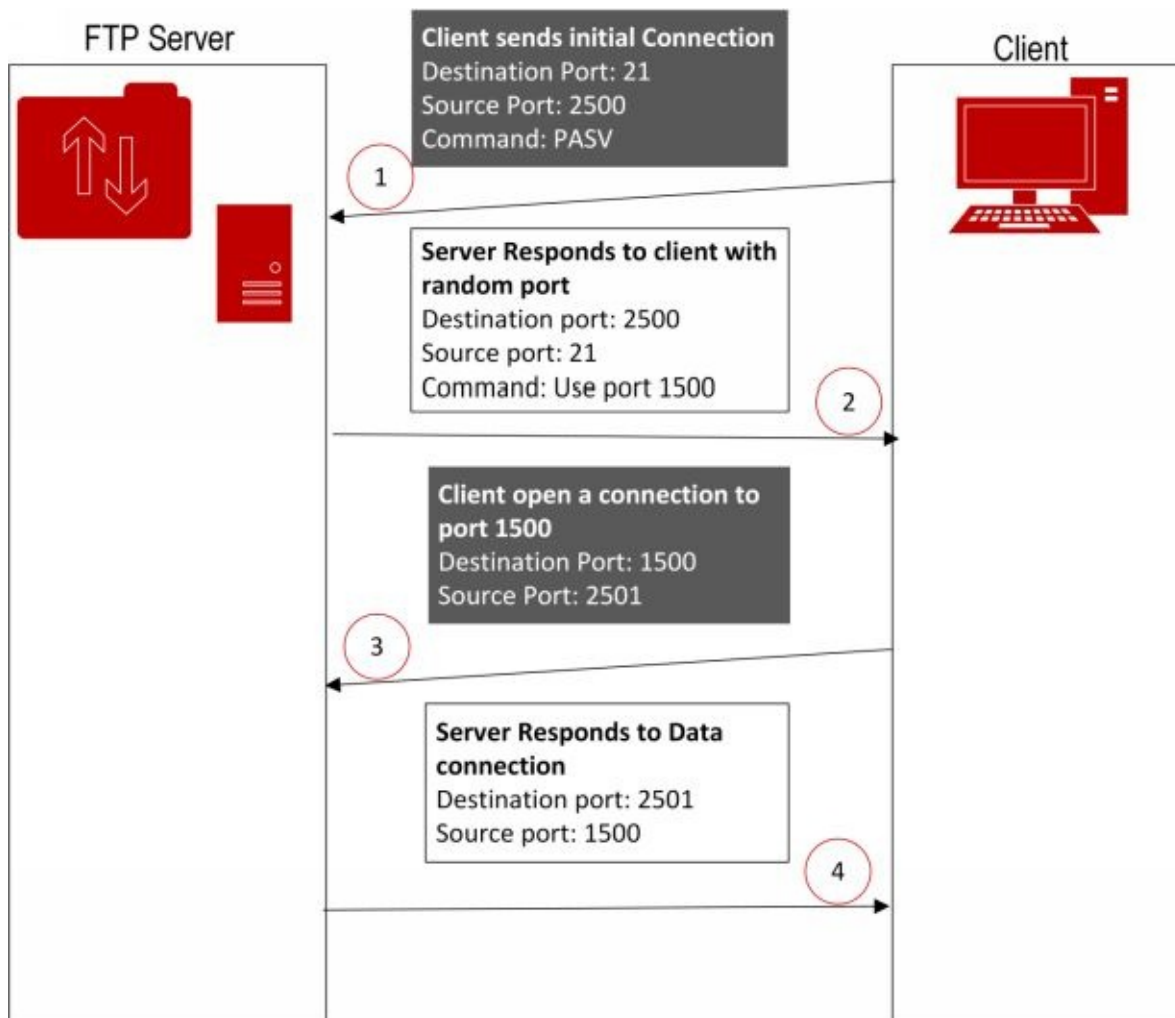 FTP Server
Client
Client sends initial Connection
Destination Port: 21
Source Port: 2500
Command: PASV
1
Server Responds to client with
random port
Destination port: 2500
Source port: 21
Command: Use port 1500
2
Client open a connection to
port 1500
Destination Port: 1500
Source Port: 2501
3
Server Responds to Data
connection
Destination port: 2501
Source port: 1500
4